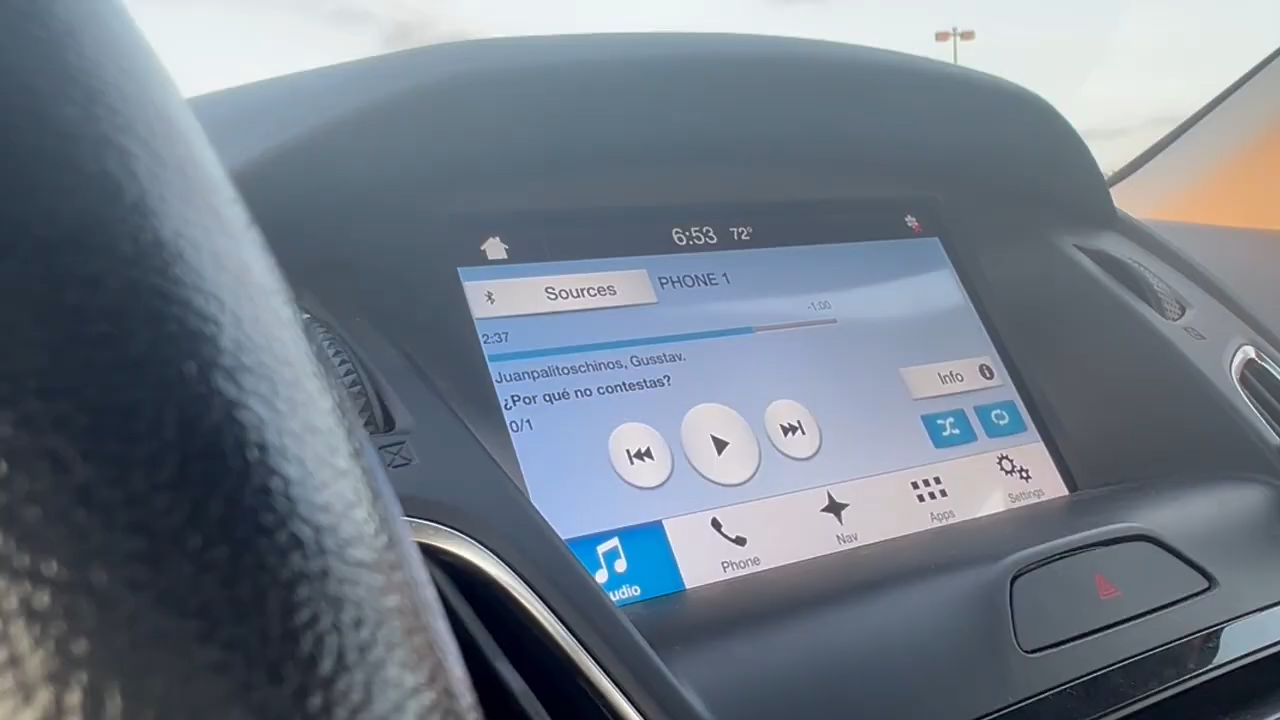 6:53 72°
Sources PHONE 1
2:37 -1:00
Juanpalitoschinos, Gusstav.
¿Por qué no contestas?
0/1
Info
udio Phone Nav Apps Settings